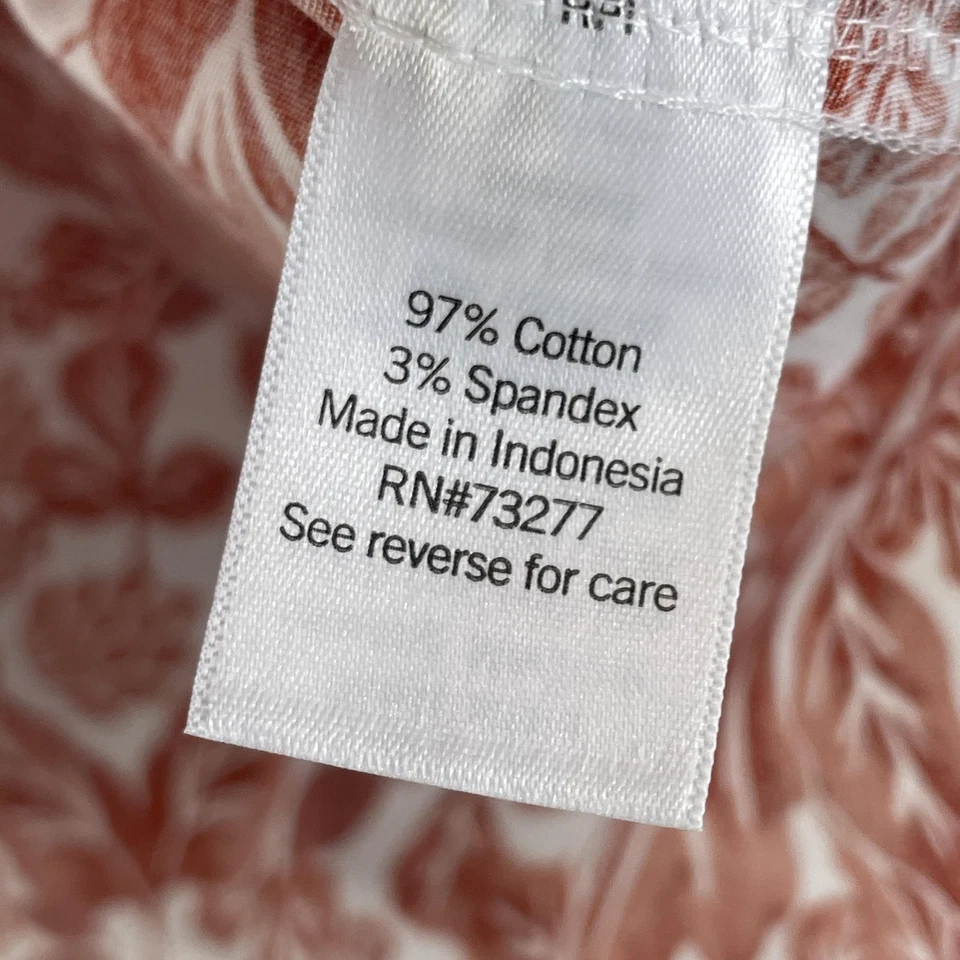 97% Cotton
3% Spandex
Made in Indonesia
RN#73277
See reverse for care